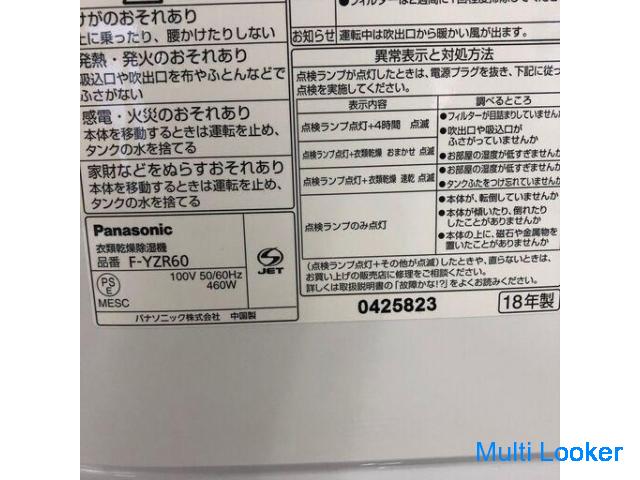 けがのおそれあり
上に乗ったり、腰かけたりしない
発熱・発火のおそれあり
吸込口や吹出口を布やふとんなどで
ふさがない
感電・火災のおそれあり
本体を移動するときは運転を止め、
タンクの水を捨てる
家財などをぬらすおそれあり
本体を移動するときは運転を止め、
タンクの水を捨てる
Panasonic
衣類乾燥除湿機
品番 F-YZR60
100V 50/60Hz
460W
PS
E
MESC
JET
パナソニック株式会社 中国製
お知らせ 運転中は吹出口から暖かい風が出ます。
異常表示と対処方法
点検ランプが点灯したときは、電源プラグを抜き、下記に従っ
点検を実施してください。
表示内容 調べるところ
点検ランプ点灯+4時間 点滅
●フィルターが目詰まりしていません
●吹出口や吸込口が
ふさがっていませんか
点検ランプ点灯+衣類乾燥 おまかせ 点滅
●お部屋の湿度が低すぎませんか
点検ランプ点灯+衣類乾燥 速乾 点滅
●お部屋の温度が低すぎませんか
●タンクふたをつけ忘れていません
点検ランプのみ点灯
●本体が、転倒していませんか
●本体が傾いたり、倒れたり
したことがありませんか
●本体の上に、磁石や金属物を
置いていませんか
(点検ランプ点灯+その他が点滅)したときや、直らないときは、
お買い上げの販売店に修理をご相談ください。
詳しくは取扱説明書の「故障かな!?」をよくお読みください。
0425823 18年製
Multi Looker